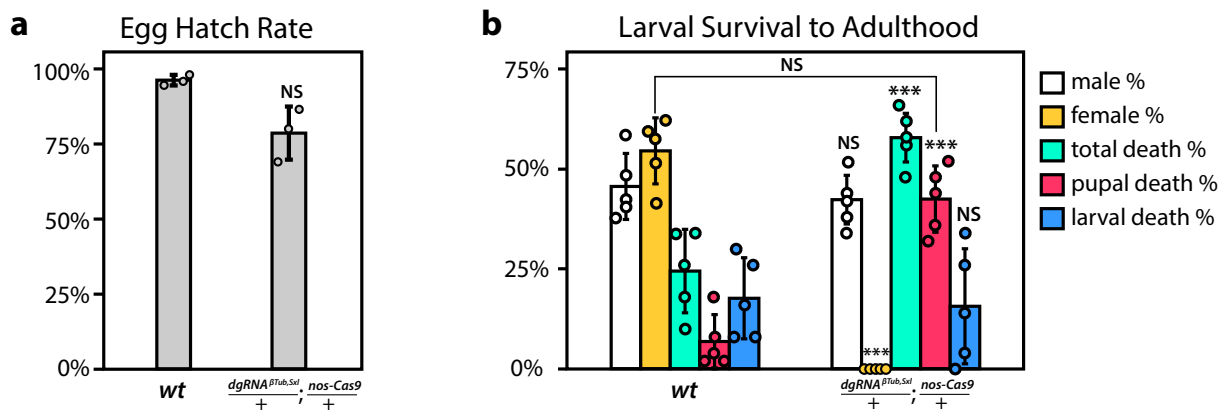 a
Egg Hatch Rate
100%
75%
50%
25%
0%
NS
wt
dgRNA^βTub,Sxl/+ ; nos-Cas9/+
b
Larval Survival to Adulthood
75%
50%
25%
0%
NS
NS
***
***
***
NS
wt
dgRNA^βTub,Sxl/+ ; nos-Cas9/+
male %
female %
total death %
pupal death %
larval death %